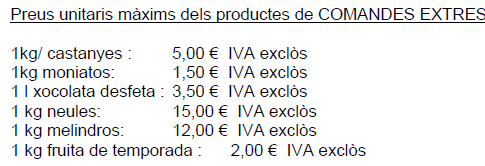 Preus unitaris màxims dels productes de COMANDES EXTRES
1kg/ castanyes : 5,00 € IVA exclòs
1kg moniatos: 1,50 € IVA exclòs
1 l xocolata desfeta : 3,50 € IVA exclòs
1 kg neules: 15,00 € IVA exclòs
1 kg melindros: 12,00 € IVA exclòs
1 kg fruita de temporada : 2,00 € IVA exclòs